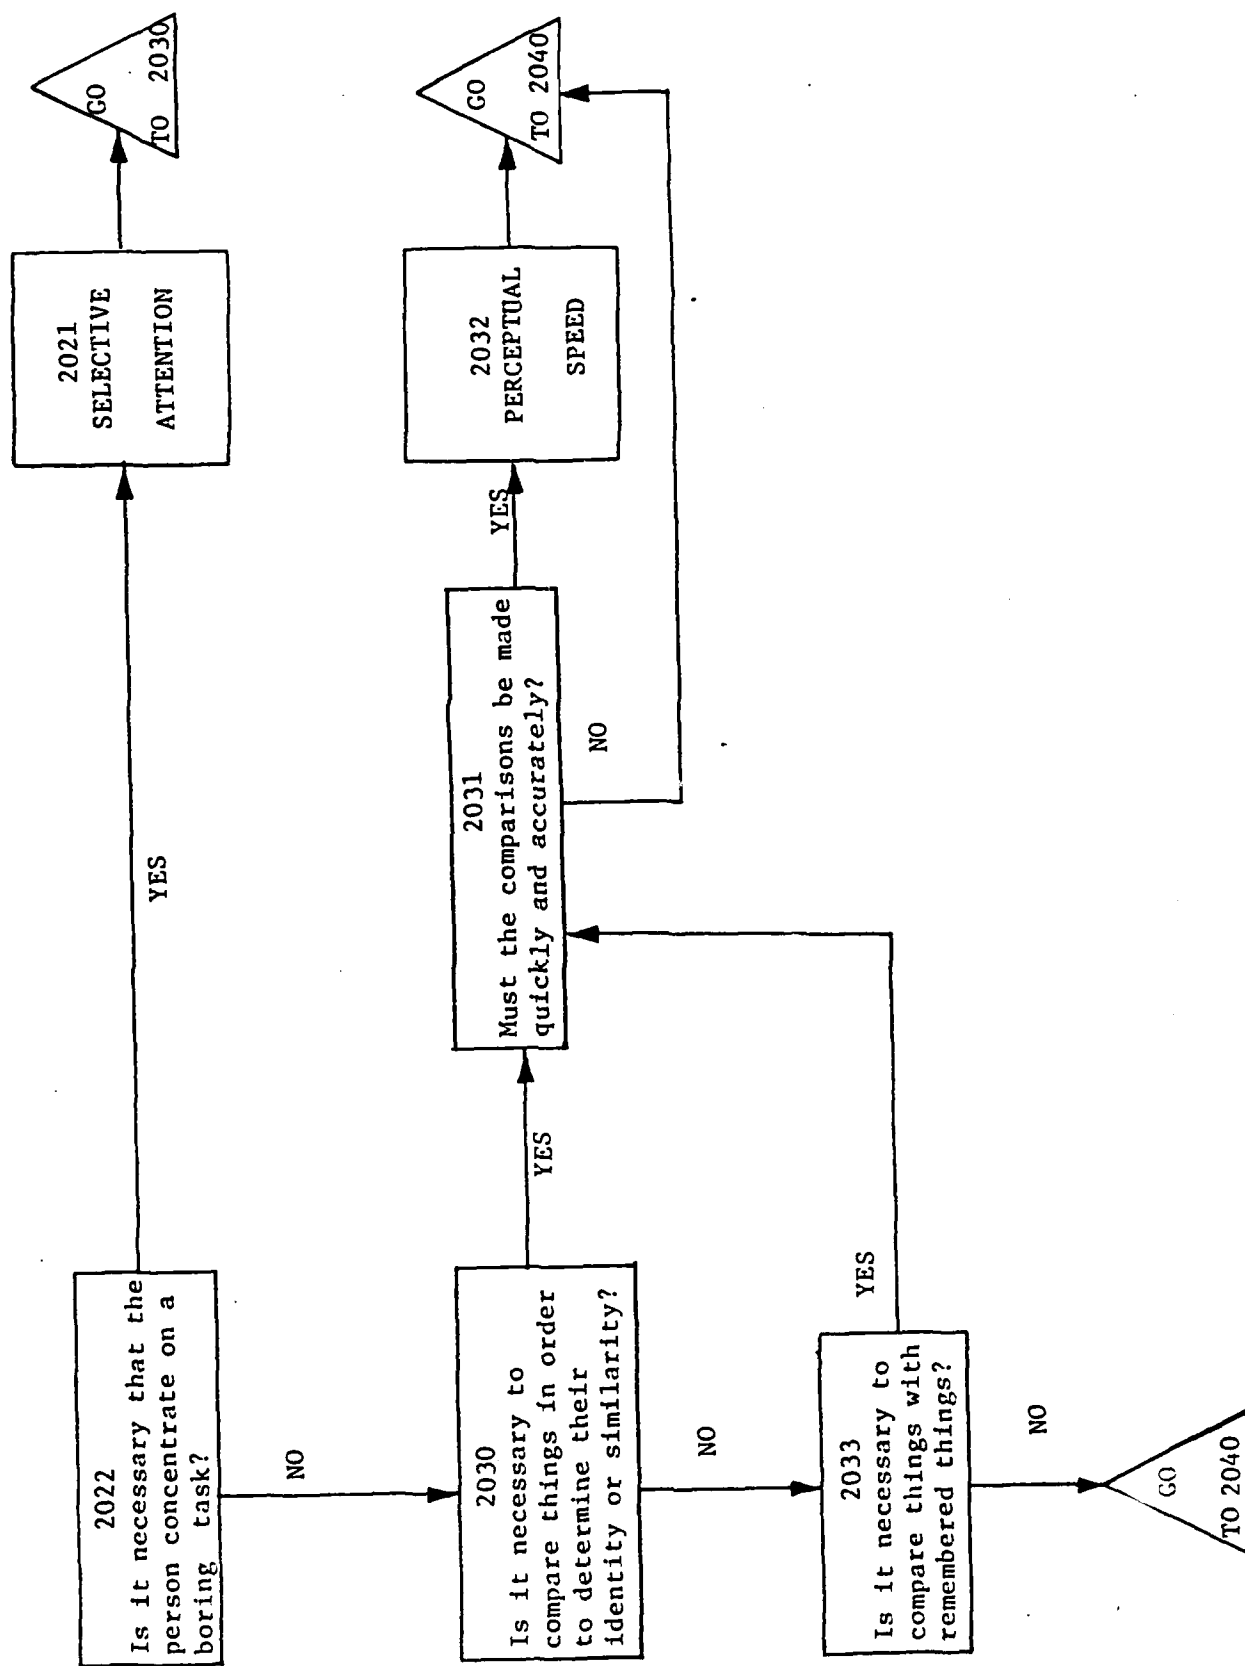 2022
Is it necessary that the
person concentrate on a
boring task?
YES
2021
SELECTIVE
ATTENTION
GO
TO 2030
NO
2030
Is it necessary to
compare things in order
to determine their
identity or similarity?
YES
2031
Must the comparisons be made
quickly and accurately?
YES
2032
PERCEPTUAL
SPEED
GO
TO 2040
NO
NO
2033
Is it necessary to
compare things with
remembered things?
YES
NO
GO
TO 2040